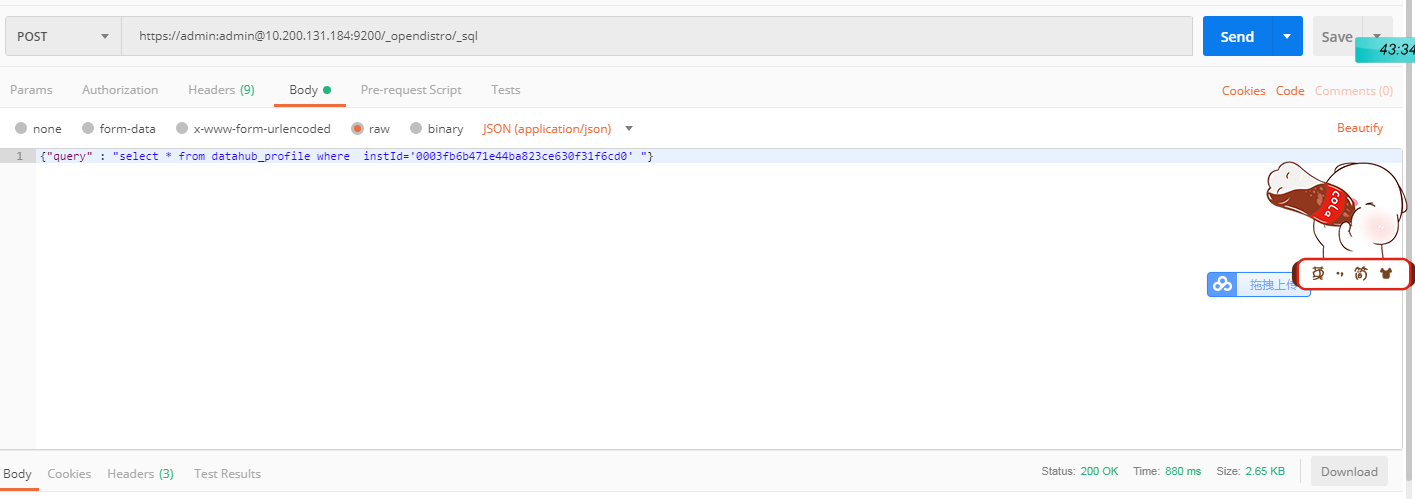 POST https://admin:admin@10.200.131.184:9200/_opendistro/_sql Send Save
43:34
Params Authorization Headers (9) Body Pre-request Script Tests Cookies Code Comments (0)
none form-data x-www-form-urlencoded raw binary JSON (application/json) Beautify
1 {"query" : "select * from datahub_profile where  instId='0003fb6b471e44ba823ce630f31f6cd0' "}
cola
英 简
拖拽上传
Body Cookies Headers (3) Test Results Status: 200 OK Time: 880 ms Size: 2.65 KB Download